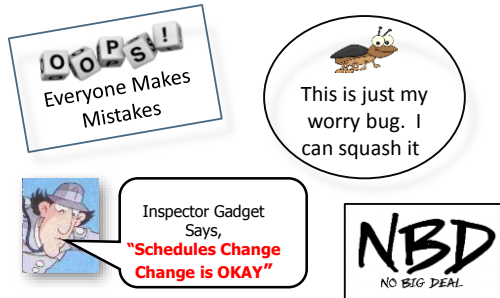 OOPS!
Everyone Makes
Mistakes
This is just my
worry bug. I
can squash it
Inspector Gadget
Says,
"Schedules Change
Change is OKAY"
NBD
NO BIG DEAL